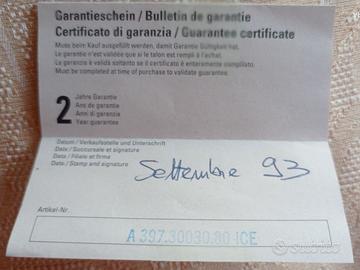 Garantieschein / Bulletin de garantie
Certificato di garanzia / Guarantee certificate
Muss beim Kauf ausgefüllt werden, damit Garantie Gültigkeit hat.
Le garantie n'est validée que si le talon est rempli à l'achat.
La garanzia è valida soltanto se il certificato è enteramente compilato.
Must be completed at time of purchase to validate guarantee.
2
Jahre Garantie
Ans de garantie
Anni di garanzia
Year guarantee
Datum / Verkaufsstelle und Unterschrift
Date / Succursale et signature
Data / Filiale et firma
Date / Stamp and signature
Settembre 93
Artikel-Nr.
A 397.30030.80 ICE
subito